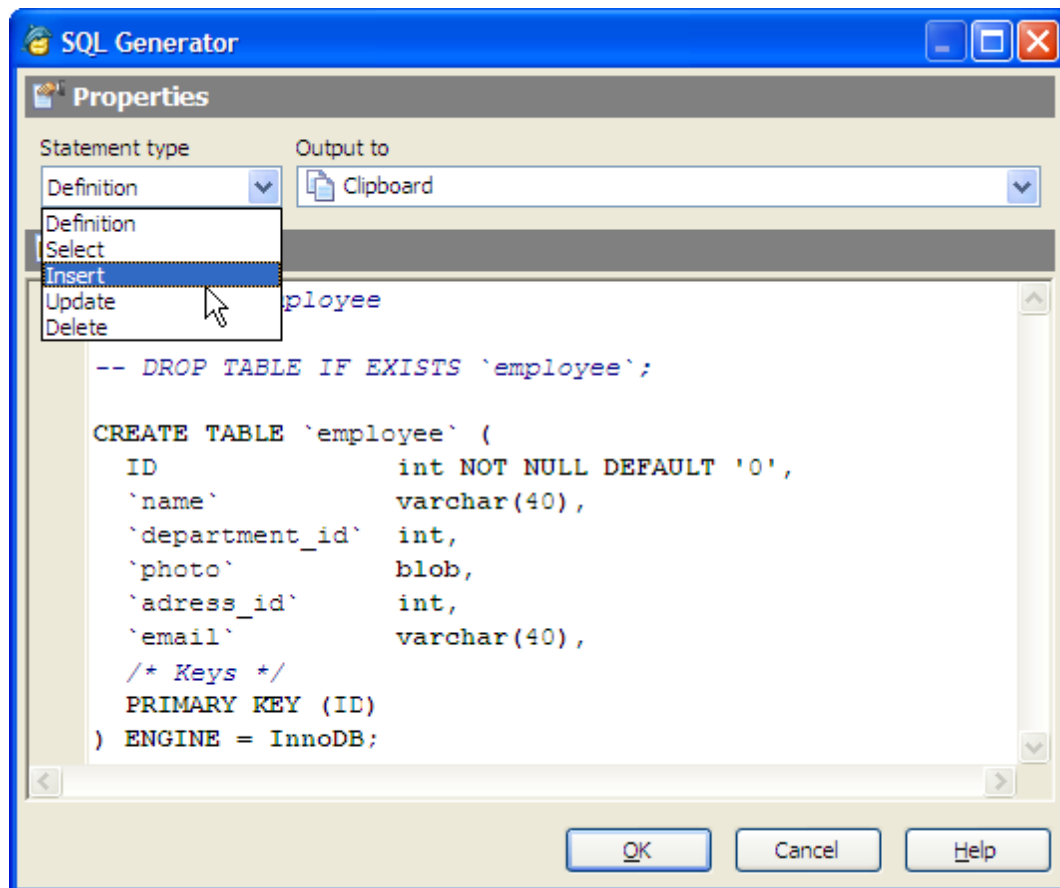 SQL Generator
Properties
Statement type
Output to
Definition
Clipboard
Definition
Select
Insert
Update
Delete
ployee
-- DROP TABLE IF EXISTS `employee`;
CREATE TABLE `employee` (
ID int NOT NULL DEFAULT '0',
`name` varchar(40),
`department_id` int,
`photo` blob,
`adress_id` int,
`email` varchar(40),
/* Keys */
PRIMARY KEY (ID)
) ENGINE = InnoDB;
OK
Cancel
Help